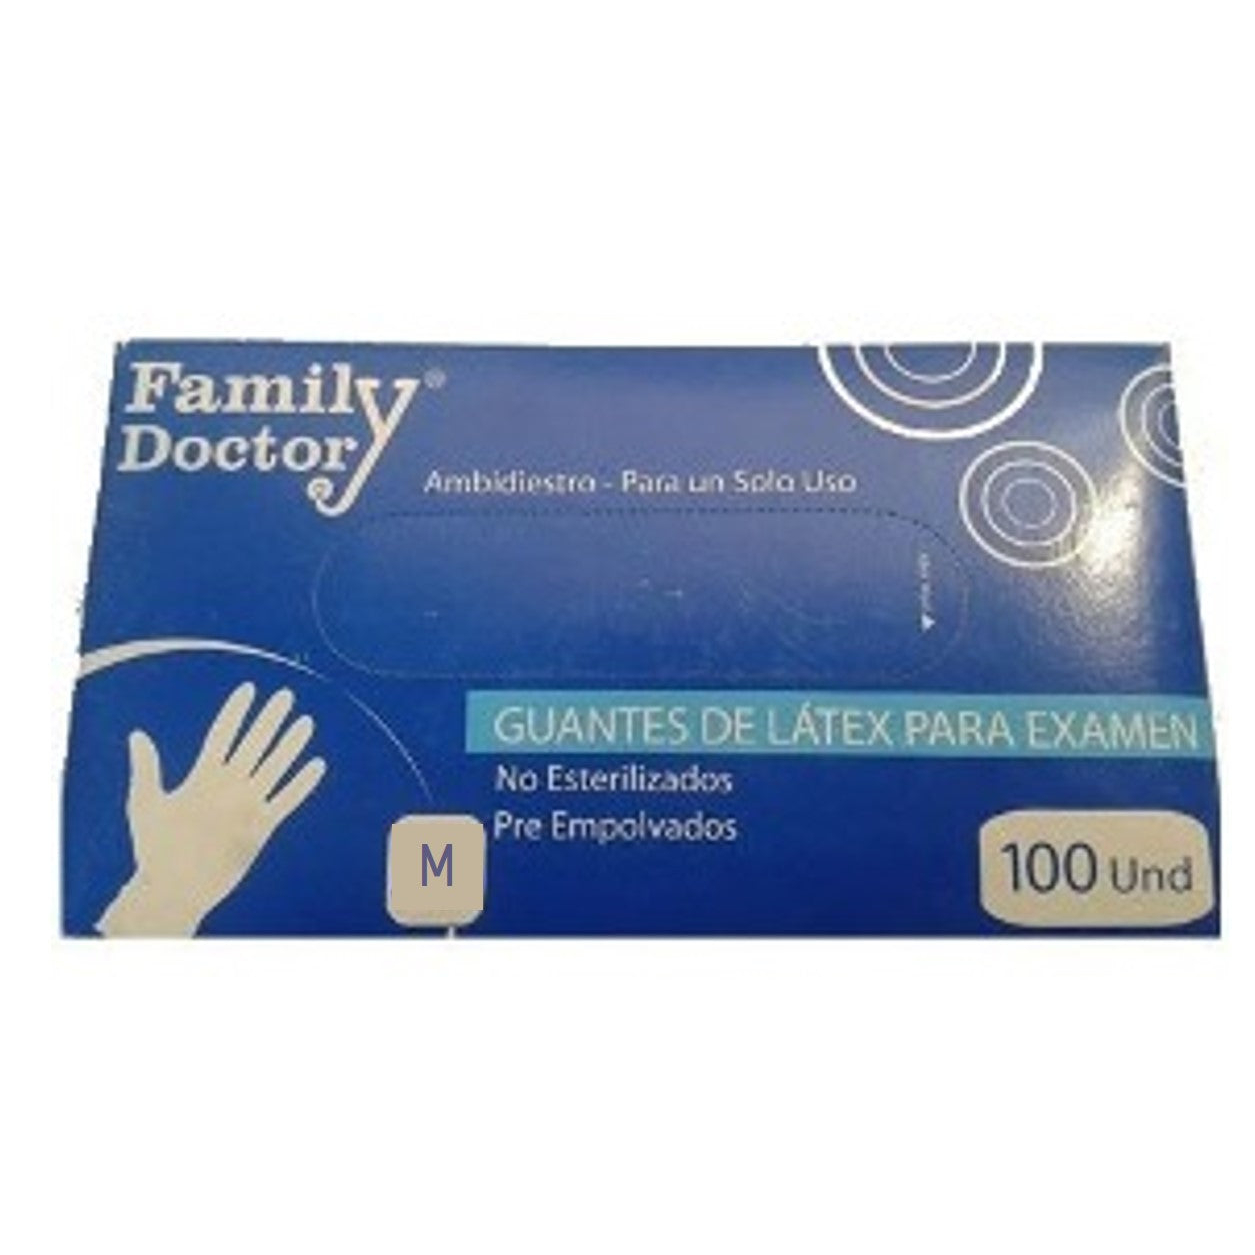 Family®
Doctor
Ambidiestro - Para un Solo Uso
GUANTES DE LÁTEX PARA EXAMEN
No Esterilizados
Pre Empolvados
M
100 Und